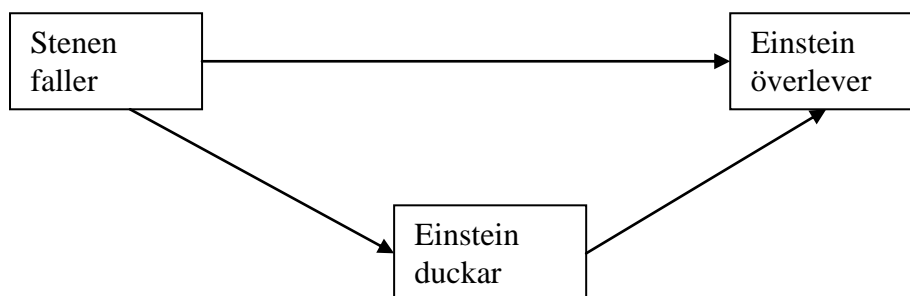 Stenen
faller
Einstein
överlever
Einstein
duckar